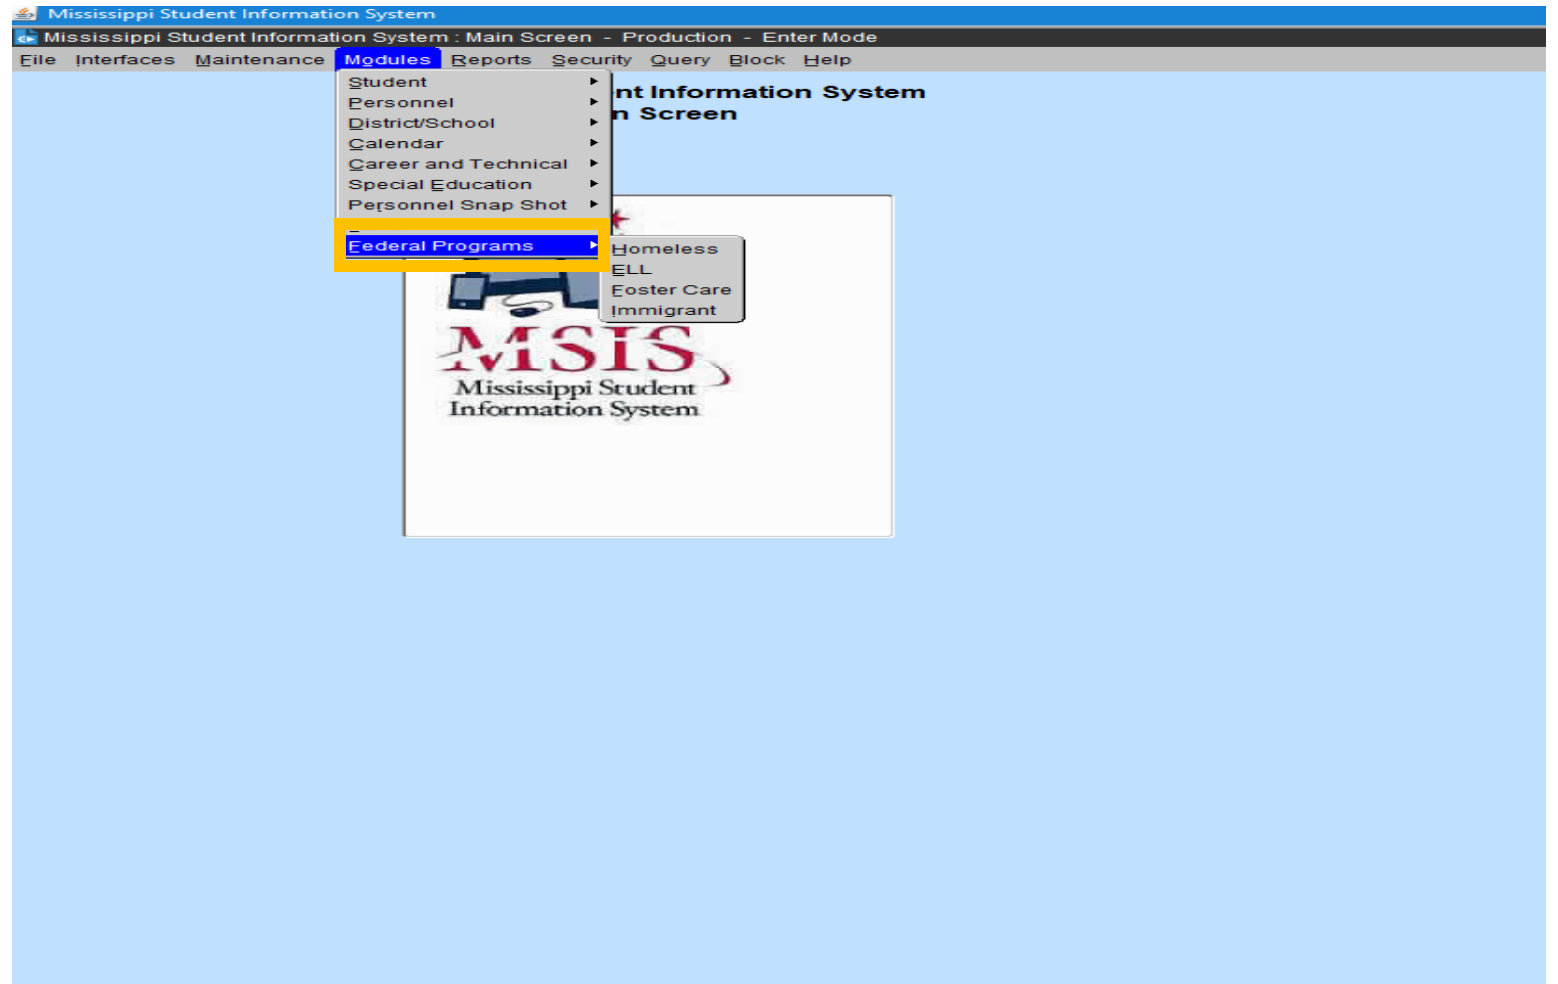 Mississippi Student Information System
Mississippi Student Information System : Main Screen - Production - Enter Mode
File Interfaces Maintenance Modules Reports Security Query Block Help
Student
Personnel
District/School
Calendar
Career and Technical
Special Education
Personnel Snap Shot
Federal Programs
Homeless
ELL
Foster Care
Immigrant
nt Information System
n Screen
MSIS
Mississippi Student
Information System